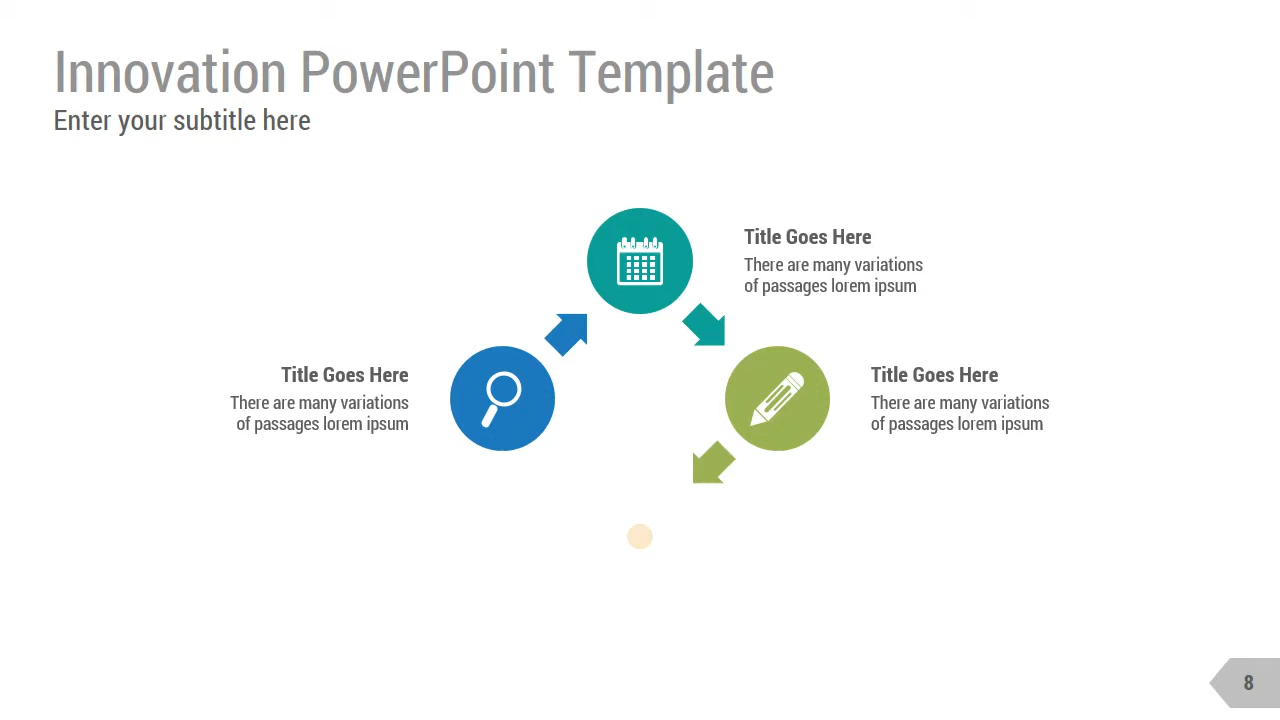 Innovation PowerPoint Template
Enter your subtitle here
Title Goes Here
There are many variations
of passages lorem ipsum
Title Goes Here
There are many variations
of passages lorem ipsum
Title Goes Here
There are many variations
of passages lorem ipsum
8